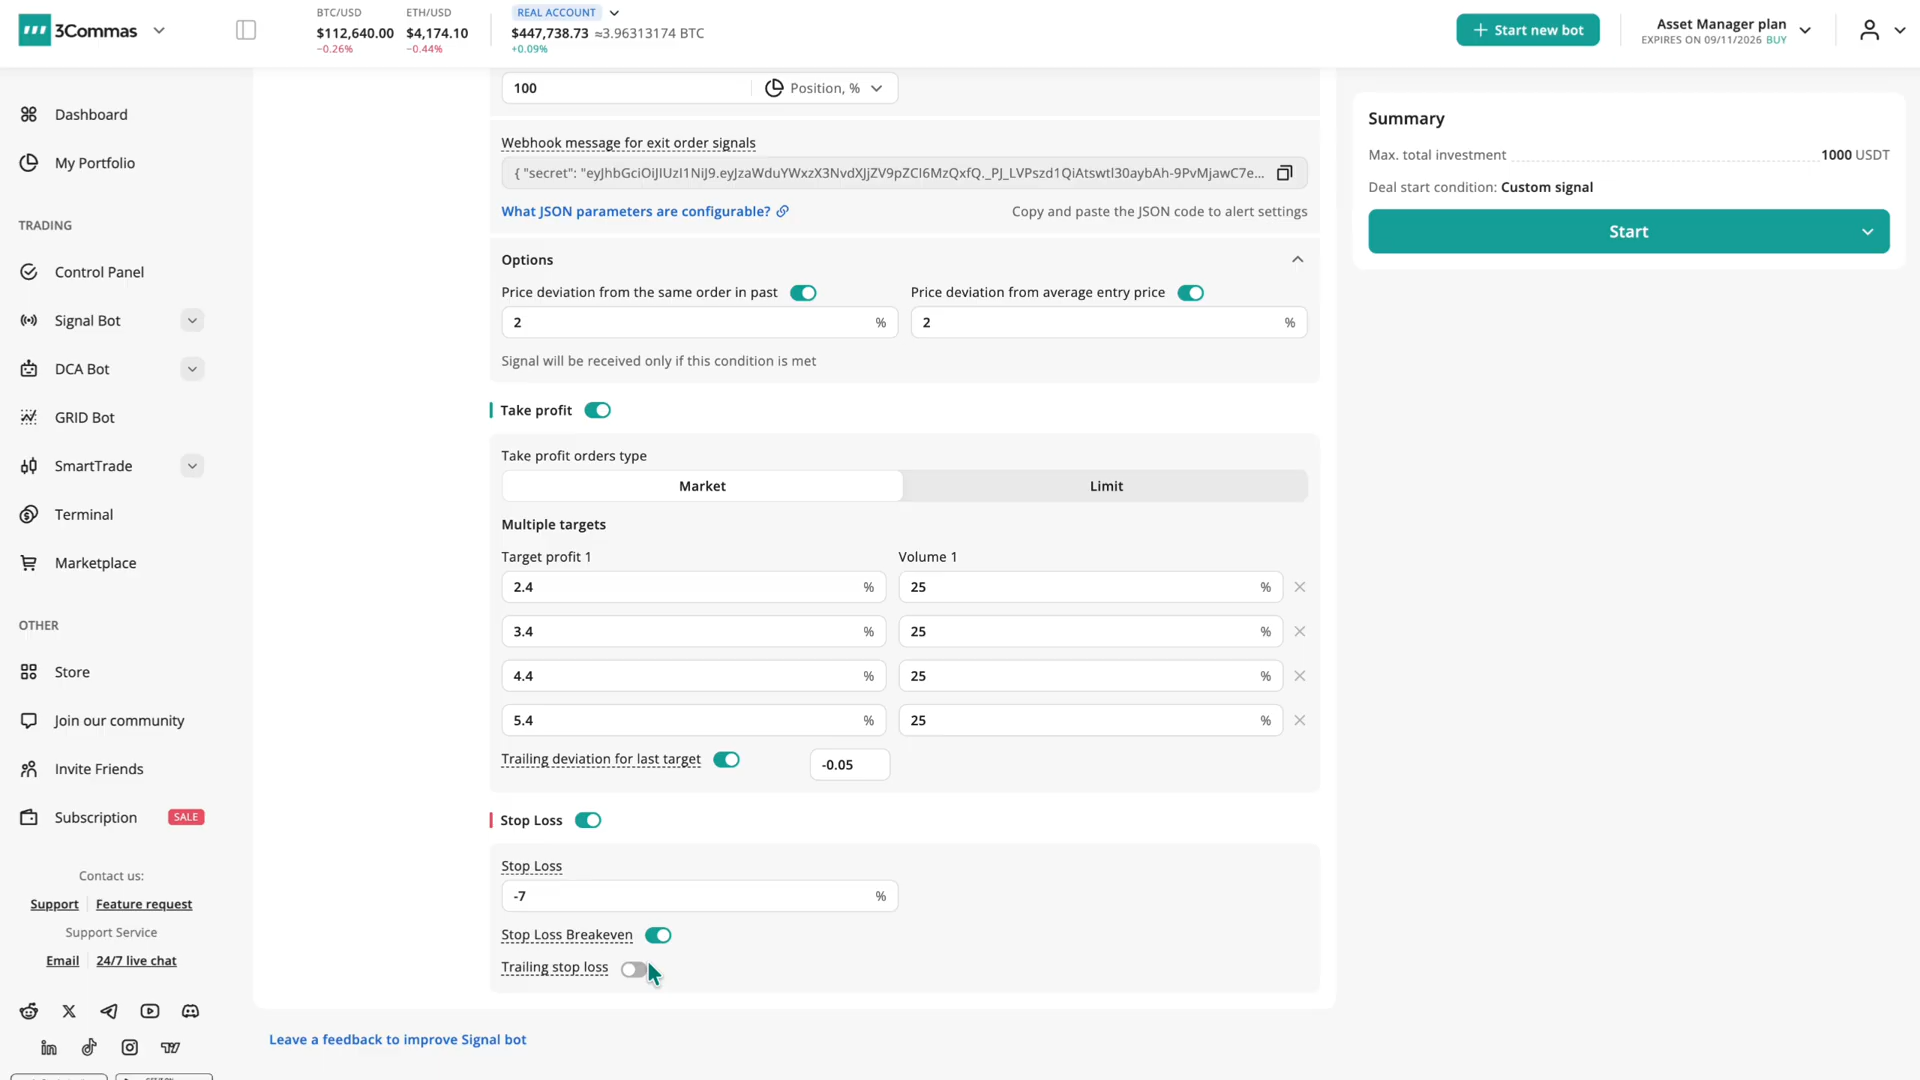 3Commas
BTC/USD
$112,640.00
−0.26%
ETH/USD
$4,174.10
−0.44%
REAL ACCOUNT
$447,738.73 ≈3.96313174 BTC
+0.09%
Start new bot
Asset Manager plan
EXPIRES ON 09/11/2026 BUY
Dashboard
My Portfolio
TRADING
Control Panel
Signal Bot
DCA Bot
GRID Bot
SmartTrade
Terminal
Marketplace
OTHER
Store
Join our community
Invite Friends
Subscription SALE
Contact us:
Support Feature request
Support Service
Email 24/7 live chat
100 Position, %
Webhook message for exit order signals
What JSON parameters are configurable? Copy and paste the JSON code to alert settings
Options
Price deviation from the same order in past Price deviation from average entry price
2 % 2 %
Signal will be received only if this condition is met
Take profit
Take profit orders type
Market Limit
Multiple targets
Target profit 1 Volume 1
2.4 % 25 %
3.4 % 25 %
4.4 % 25 %
5.4 % 25 %
Trailing deviation for last target -0.05
Stop Loss
Stop Loss
-7 %
Stop Loss Breakeven
Trailing stop loss
Leave a feedback to improve Signal bot
Summary
Max. total investment 1000 USDT
Deal start condition: Custom signal
Start